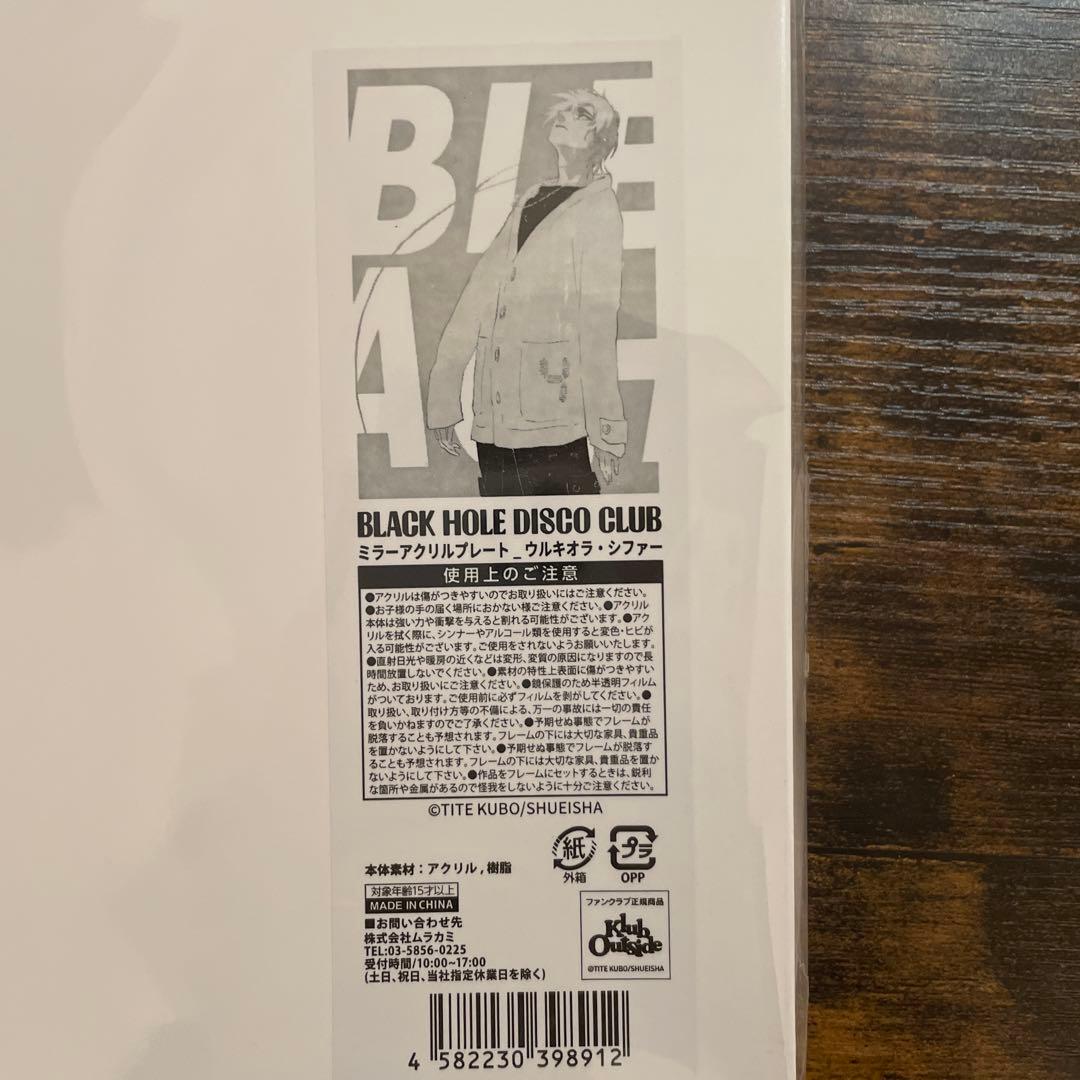 BLE
A
BLACK HOLE DISCO CLUB
ミラーアクリルプレート_ウルキオラ・シファー
使用上のご注意
●アクリルは傷がつきやすいのでお取り扱いにはご注意ください。
●お子様の手の届く場所におかない様ご注意ください。●アクリル
本体は強い力や衝撃を与えると割れる可能性がございます。●アク
リルを拭く際に、シンナーやアルコール類を使用すると変色・ヒビが
入る可能性がございます。ご使用をされないようお願いいたします。
●直射日光や暖房の近くなどは変形、変質の原因になりますので長
時間放置しないでください。●素材の特性上表面に傷がつきやすい
ため、お取り扱いにご注意ください。●鏡保護のため半透明フィルム
がついております。ご使用前に必ずフィルムを剥がしてください。●
取り扱い、取り付け方等の不備による、万一の事故には一切の責任
を負いかねますのでご了承ください。●予期せぬ事態でフレームが
脱落することも予想されます。フレームの下には大切な家具、貴重品
を置かないようにして下さい。●予期せぬ事態でフレームが脱落す
ることも予想されます。フレームの下には大切な家具、貴重品を置か
ないようにして下さい。●作品をフレームにセットするときは、鋭利
な箇所や金属があるので怪我をしないように十分ご注意ください。
©TITE KUBO/SHUEISHA
紙
外箱
プラ
OPP
本体素材：アクリル,樹脂
対象年齢15才以上
MADE IN CHINA
■お問い合わせ先
株式会社ムラカミ
TEL:03-5856-0225
受付時間/10:00~17:00
(土日、祝日、当社指定休業日を除く)
ファンクラブ正規商品
Klub
Outside
©TITE KUBO/SHUEISHA
4 582230 398912